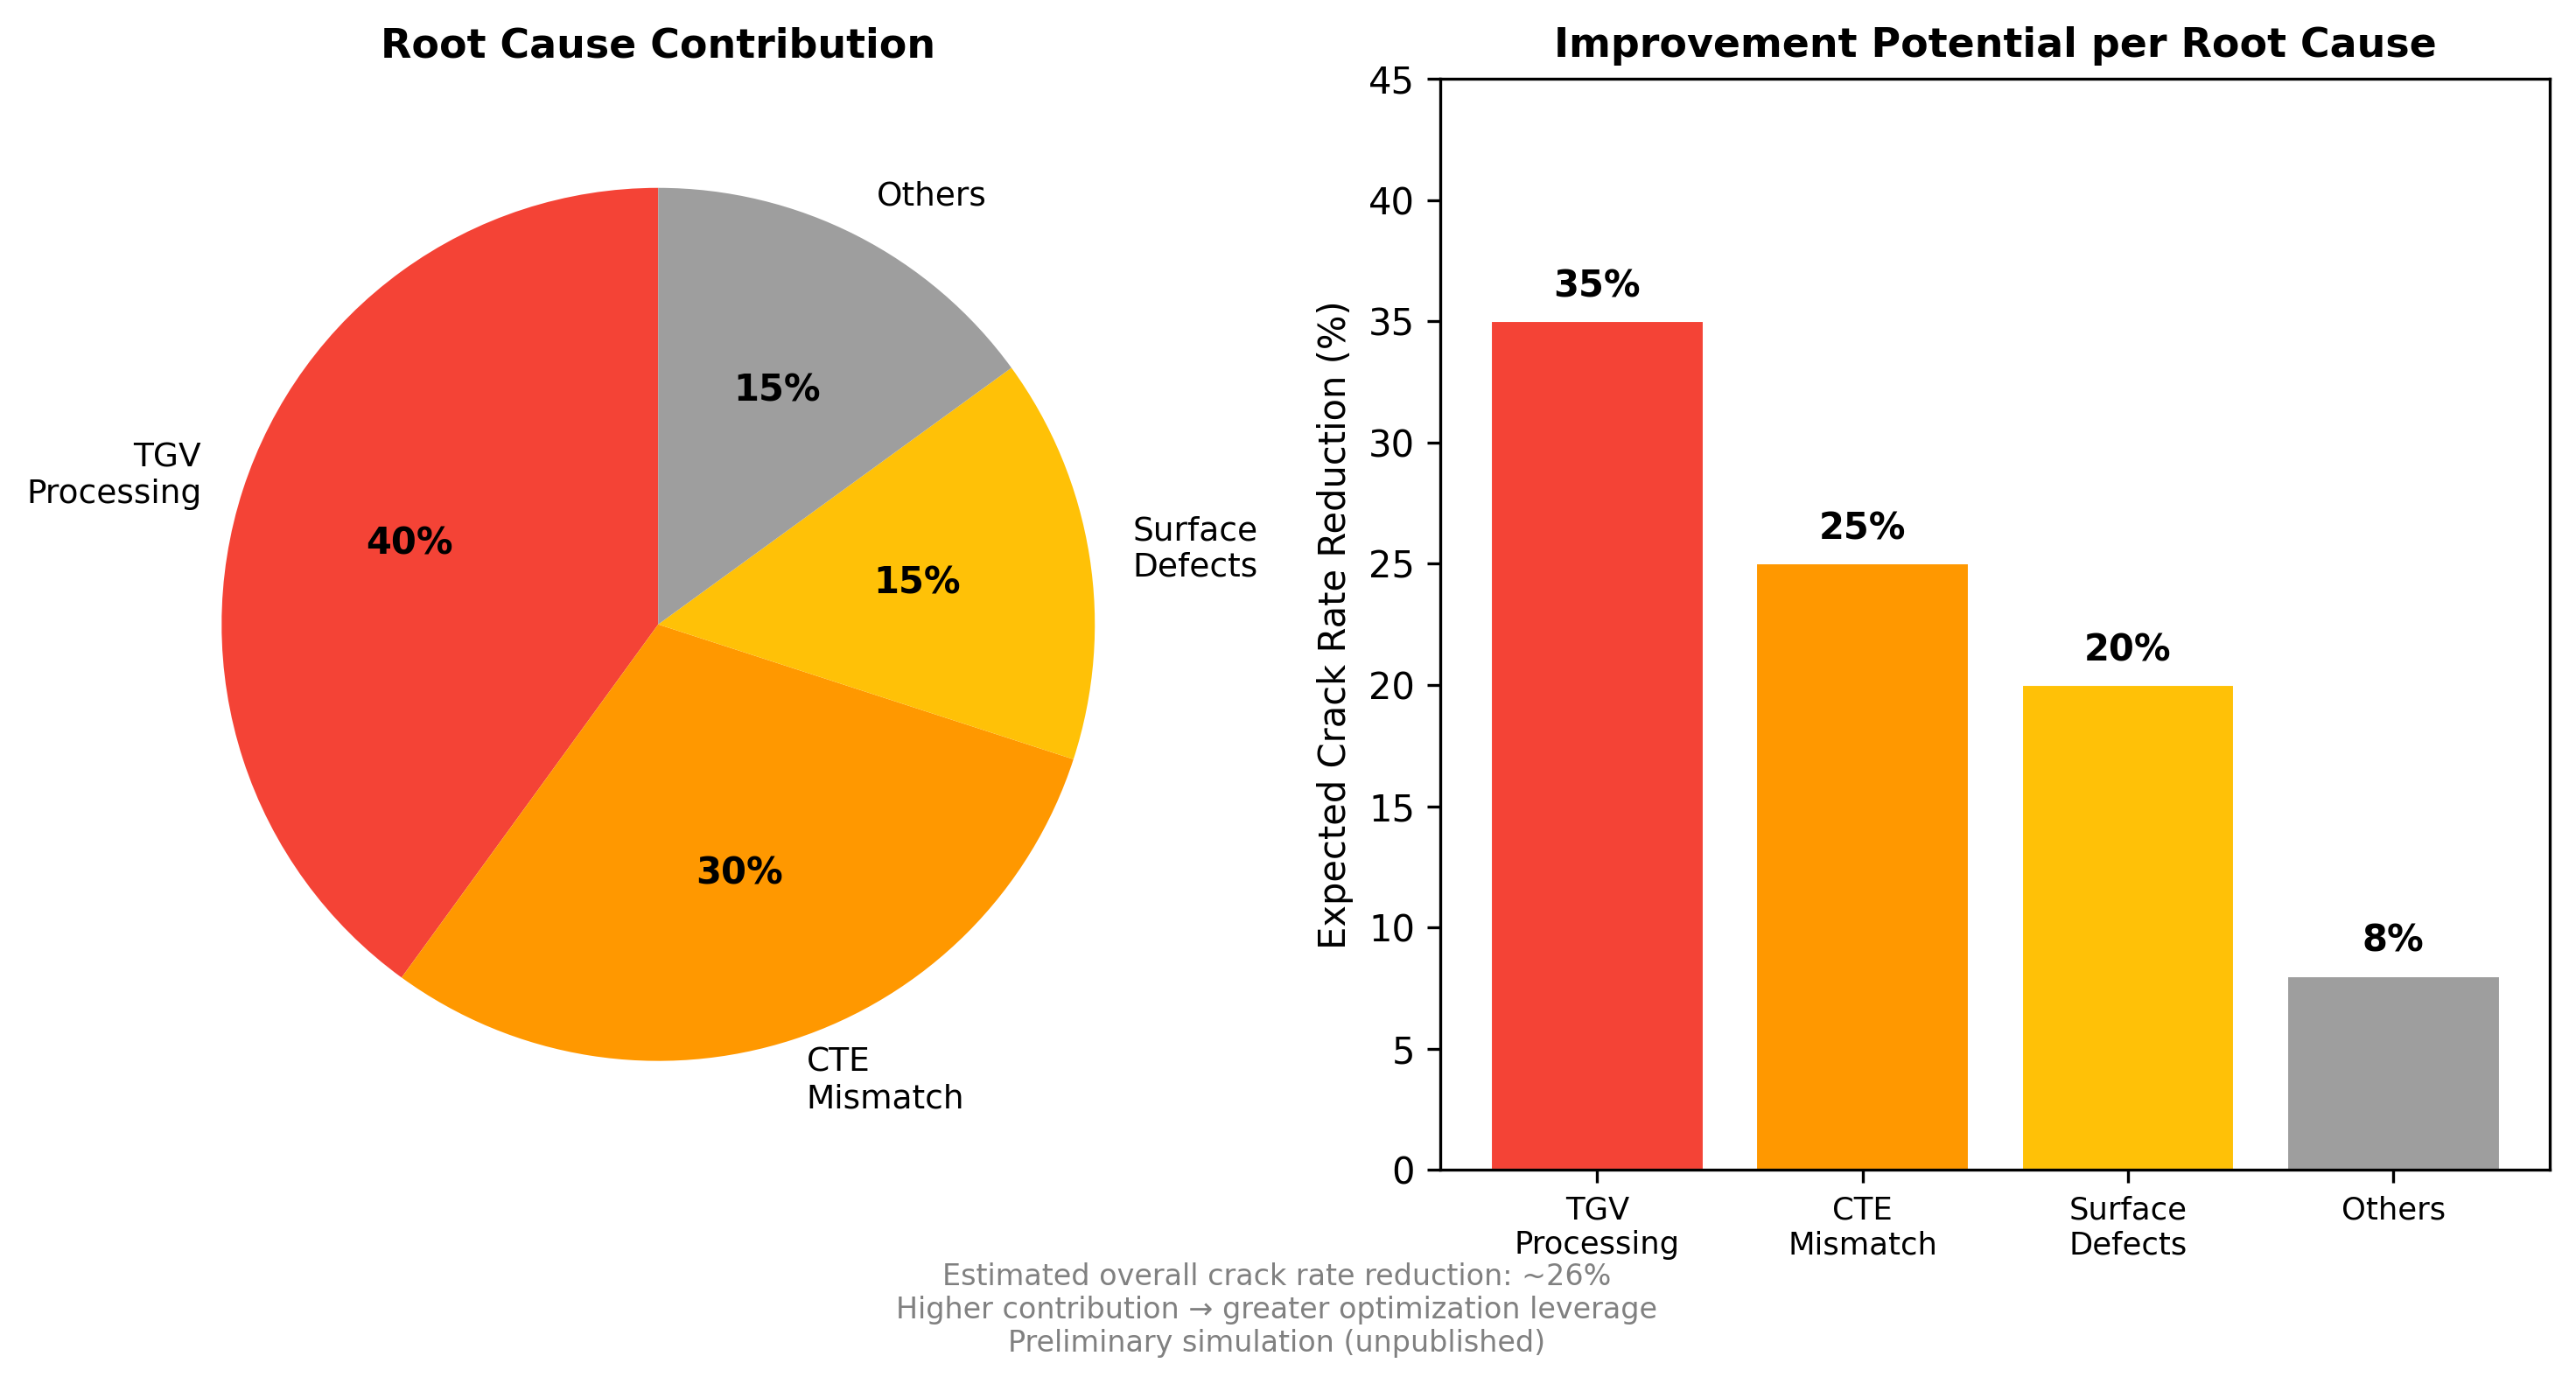 Root Cause Contribution
Others
15%
TGV
Processing
40%
Surface
Defects
15%
30%
CTE
Mismatch
Improvement Potential per Root Cause
Expected Crack Rate Reduction (%)
45
40
35
30
25
20
15
10
5
0
35%
25%
20%
8%
TGV
Processing
CTE
Mismatch
Surface
Defects
Others
Estimated overall crack rate reduction: ~26%
Higher contribution → greater optimization leverage
Preliminary simulation (unpublished)